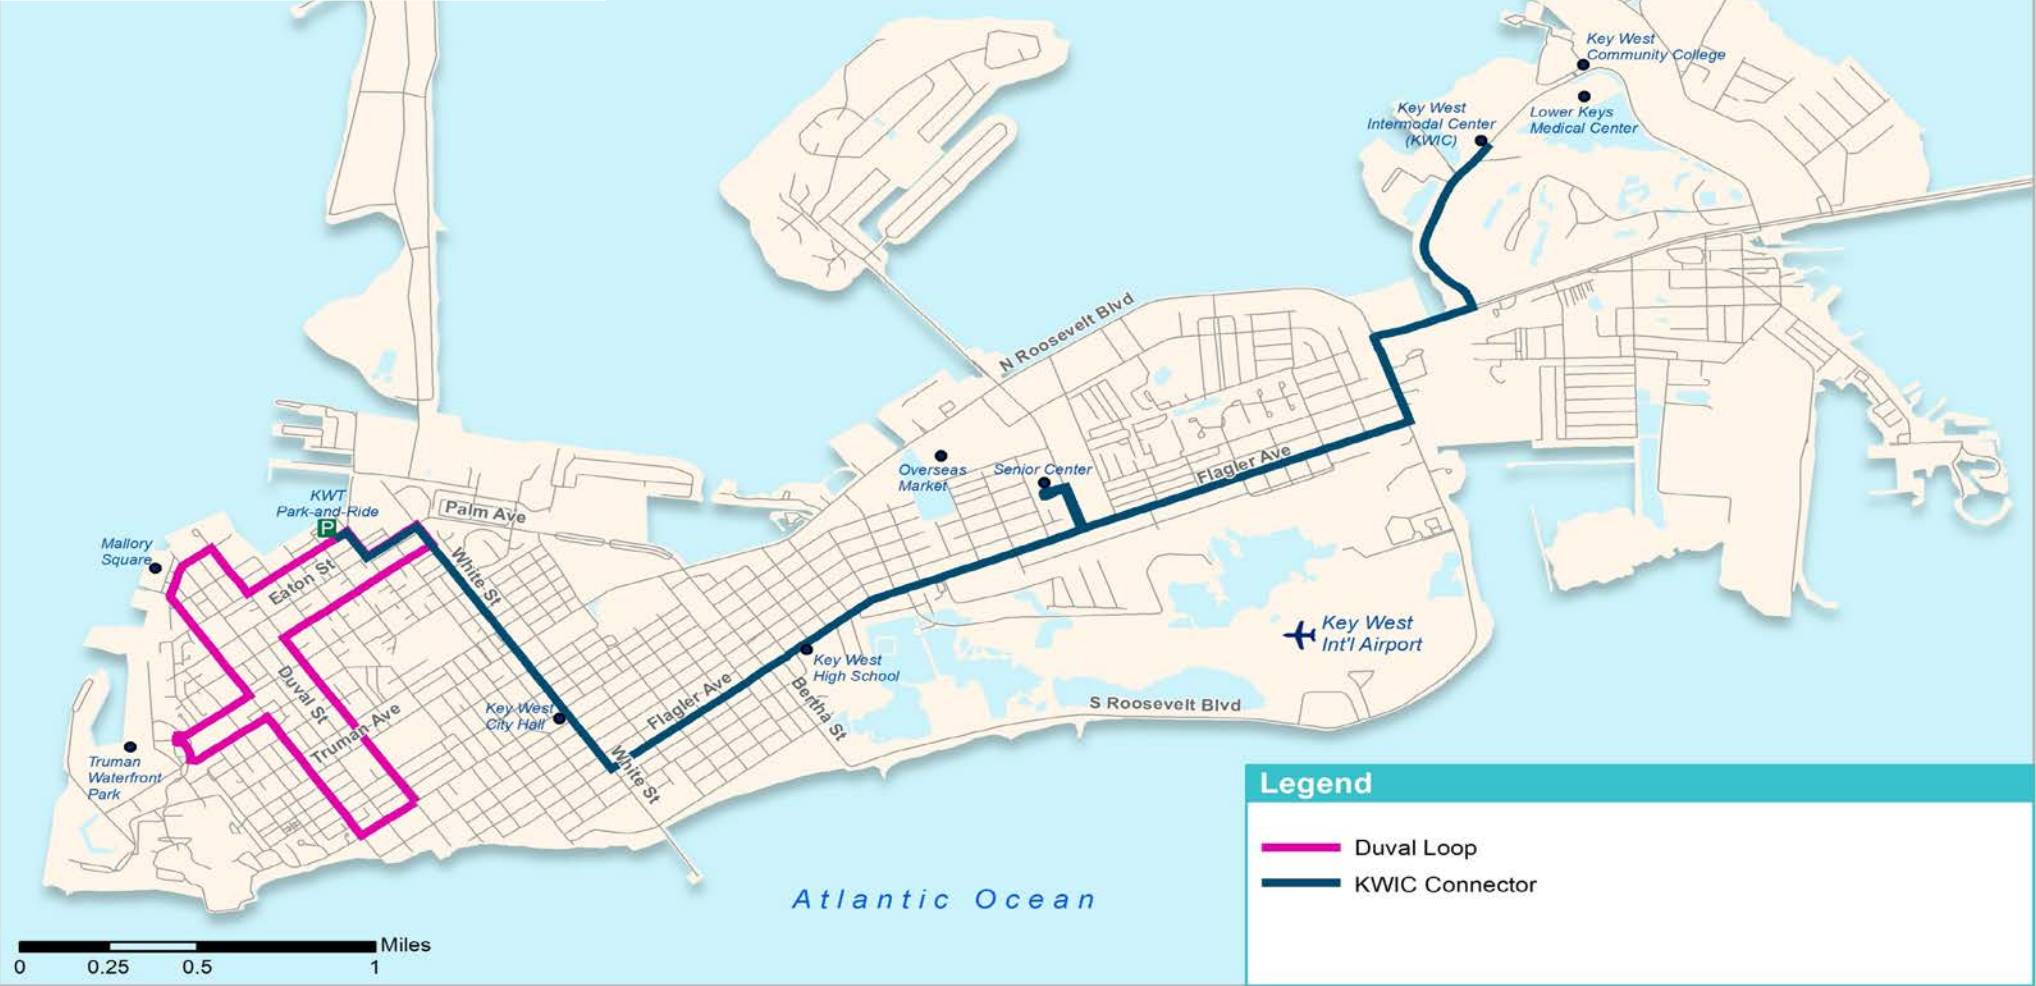 Key West
Community College
Key West
Intermodal Center
(KWIC)
Lower Keys
Medical Center
N Roosevelt Blvd
Overseas
Market
Senior Center
Flagler Ave
KWT
Park-and-Ride
P
Palm Ave
Mallory
Square
Eaton St
White St
Key West
Int'l Airport
Key West
High School
Duval St
Flagler Ave
Bertha St
S Roosevelt Blvd
Key West
City Hall
Truman Ave
White St
Truman
Waterfront
Park
Atlantic Ocean
Legend
Duval Loop
KWIC Connector
Miles
0 0.25 0.5 1